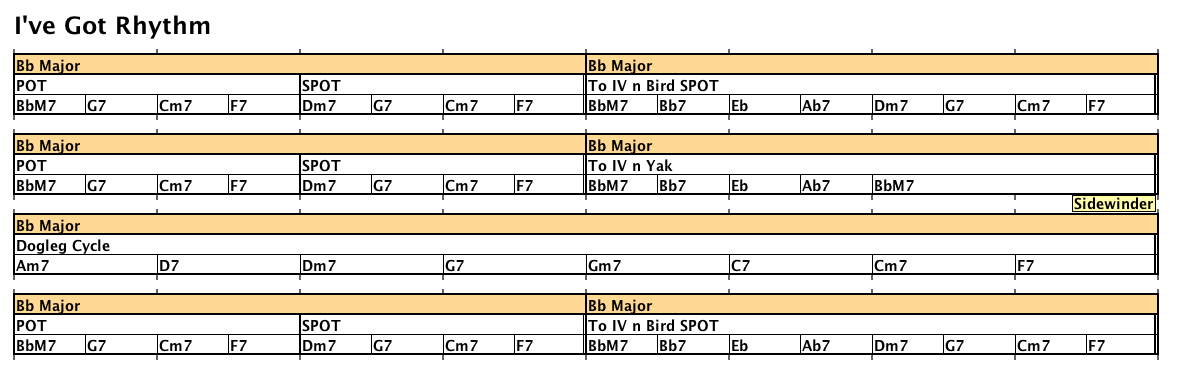 I've Got Rhythm
Bb Major Bb Major
POT SPOT To IV n Bird SPOT
BbM7 G7 Cm7 F7 Dm7 G7 Cm7 F7 BbM7 Bb7 Eb Ab7 Dm7 G7 Cm7 F7
Bb Major Bb Major
POT SPOT To IV n Yak
BbM7 G7 Cm7 F7 Dm7 G7 Cm7 F7 BbM7 Bb7 Eb Ab7 BbM7
Sidewinder
Bb Major
Dogleg Cycle
Am7 D7 Dm7 G7 Gm7 C7 Cm7 F7
Bb Major Bb Major
POT SPOT To IV n Bird SPOT
BbM7 G7 Cm7 F7 Dm7 G7 Cm7 F7 BbM7 Bb7 Eb Ab7 Dm7 G7 Cm7 F7